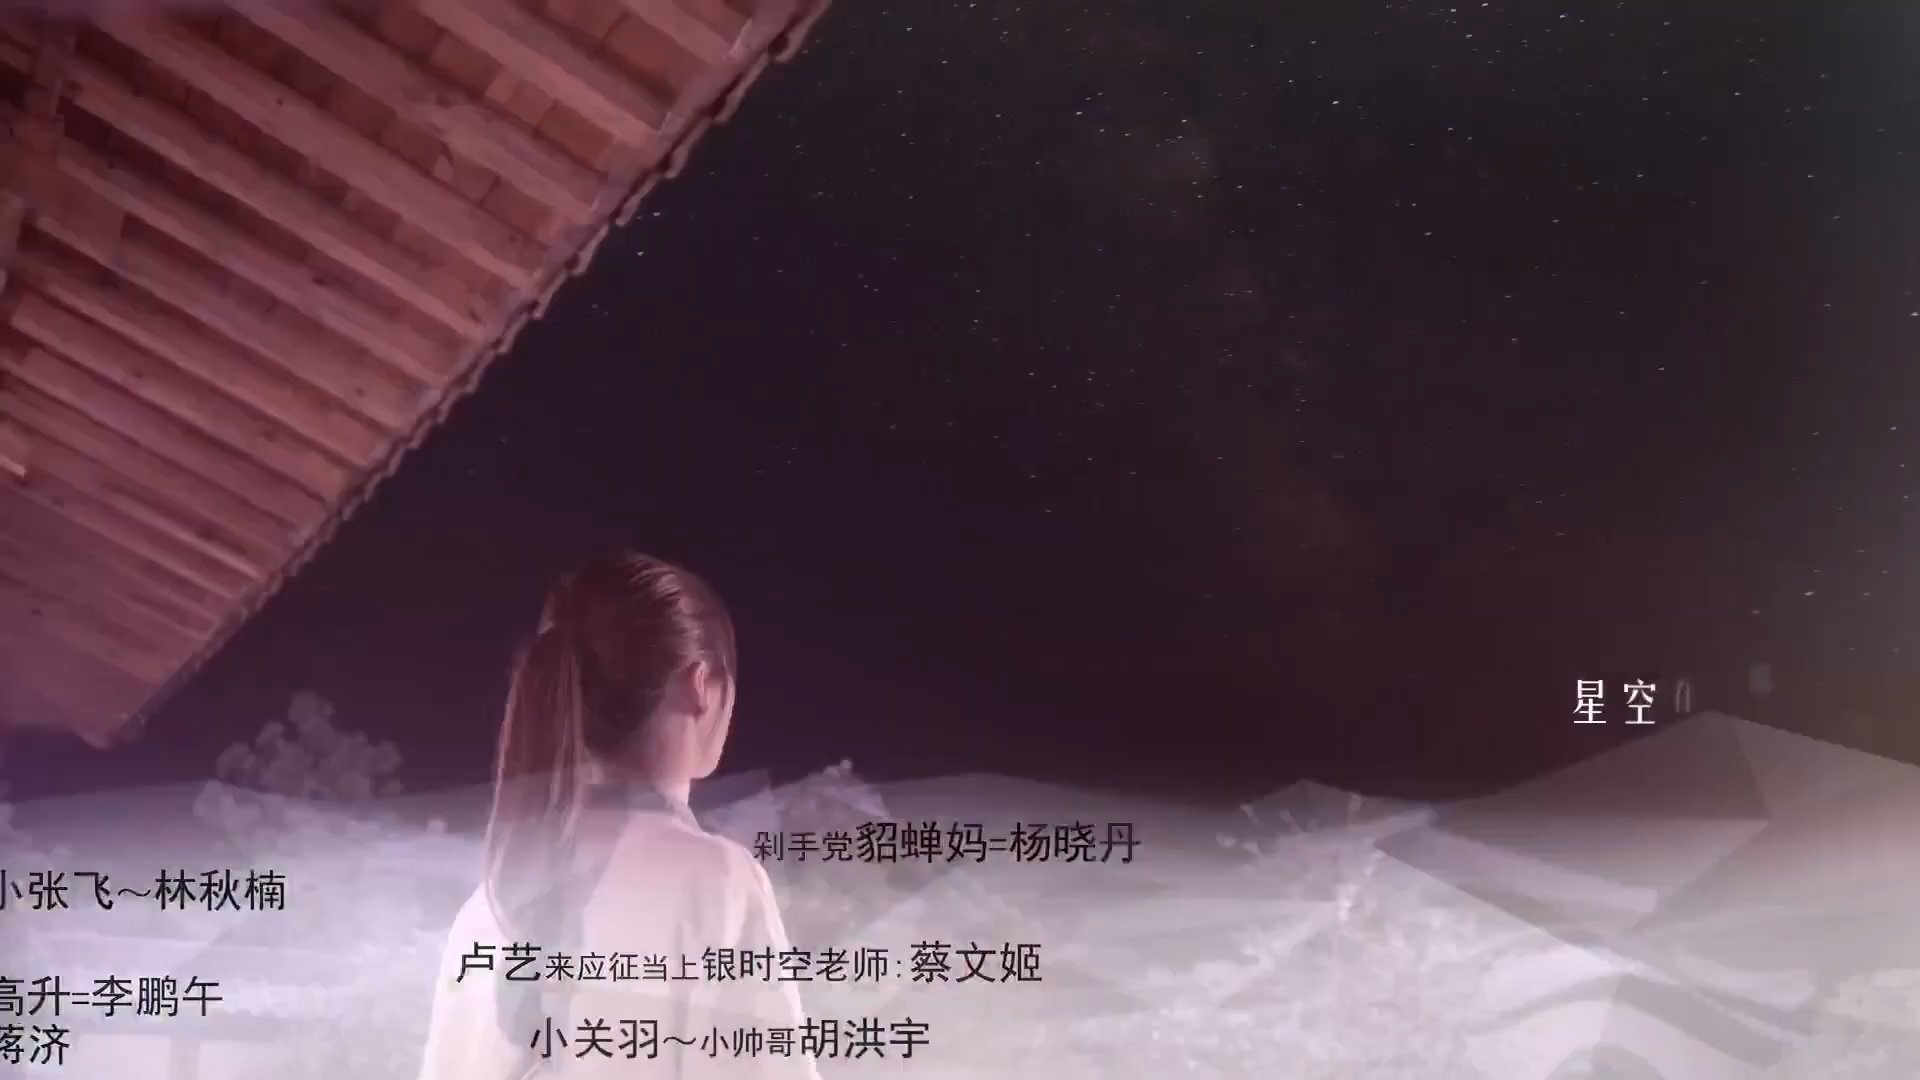 星空
剁手党貂蝉妈=杨晓丹
小张飞～林秋楠
卢艺来应征当上银时空老师:蔡文姬
高升=李鹏午
小关羽～小帅哥胡洪宇
蒋济